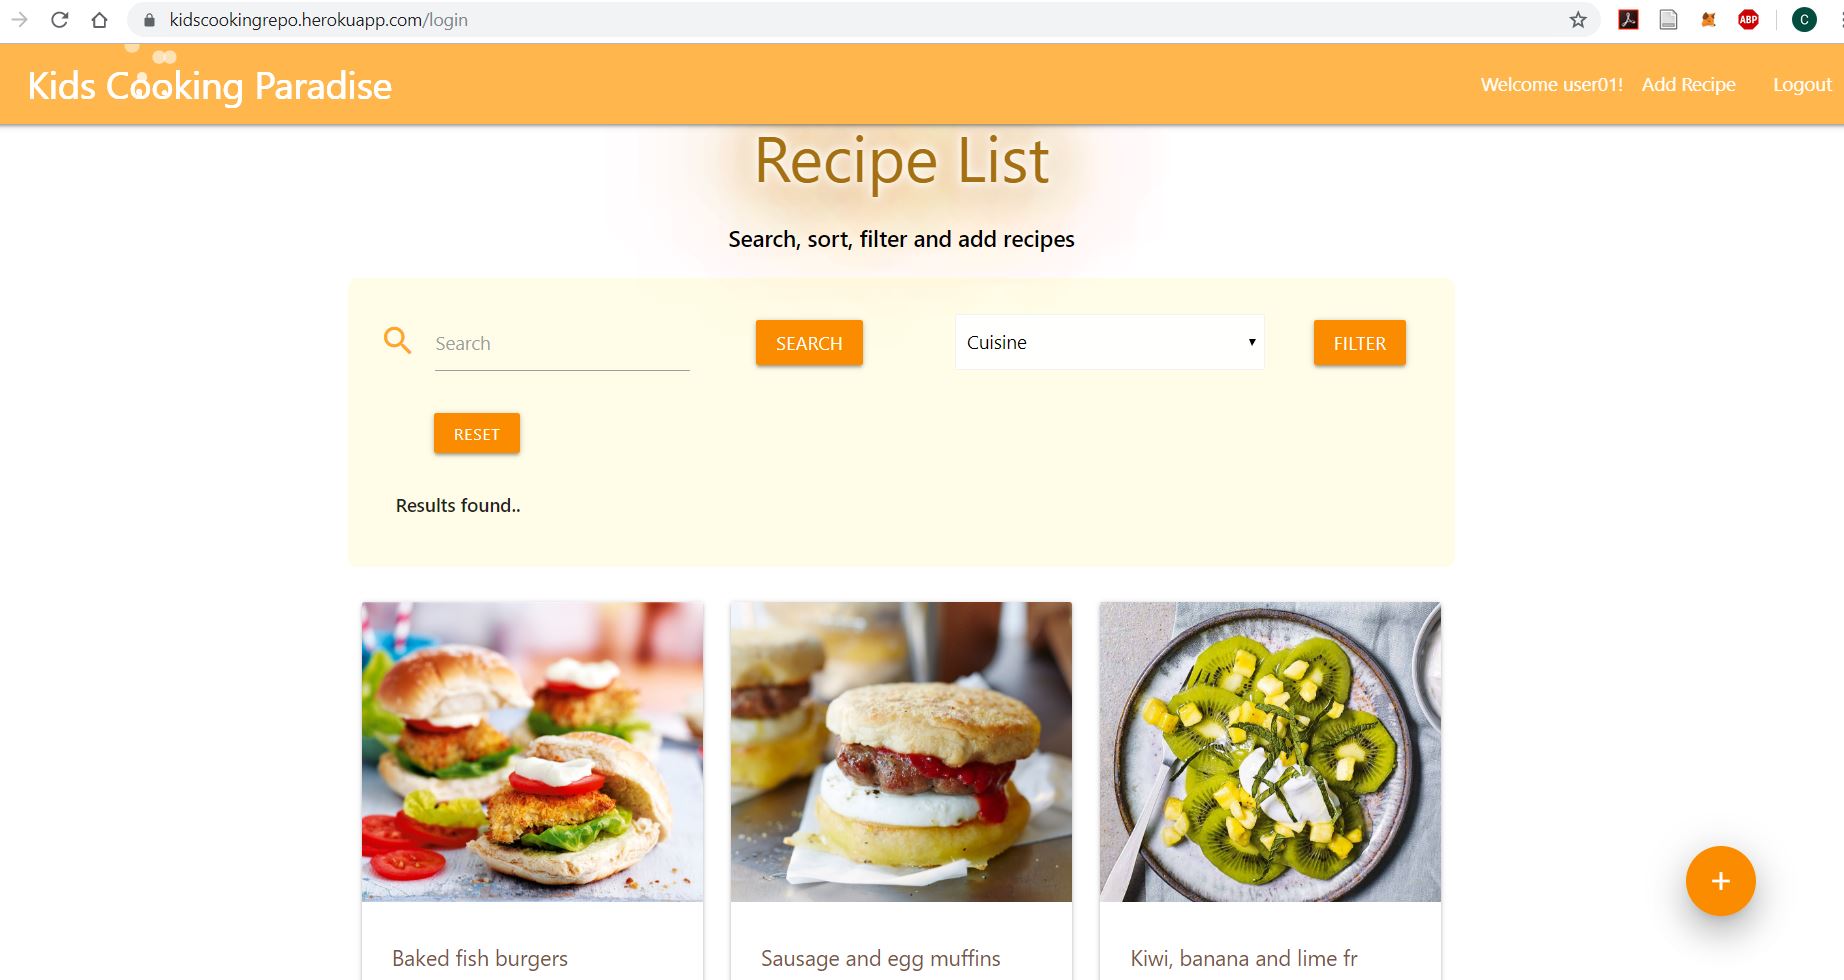 kidscookingrepo.herokuapp.com/login
ABP
C
Kids Cooking Paradise
Welcome user01! Add Recipe Logout
Recipe List
Search, sort, filter and add recipes
Search SEARCH Cuisine FILTER
RESET
Results found..
+
Baked fish burgers Sausage and egg muffins Kiwi, banana and lime fr